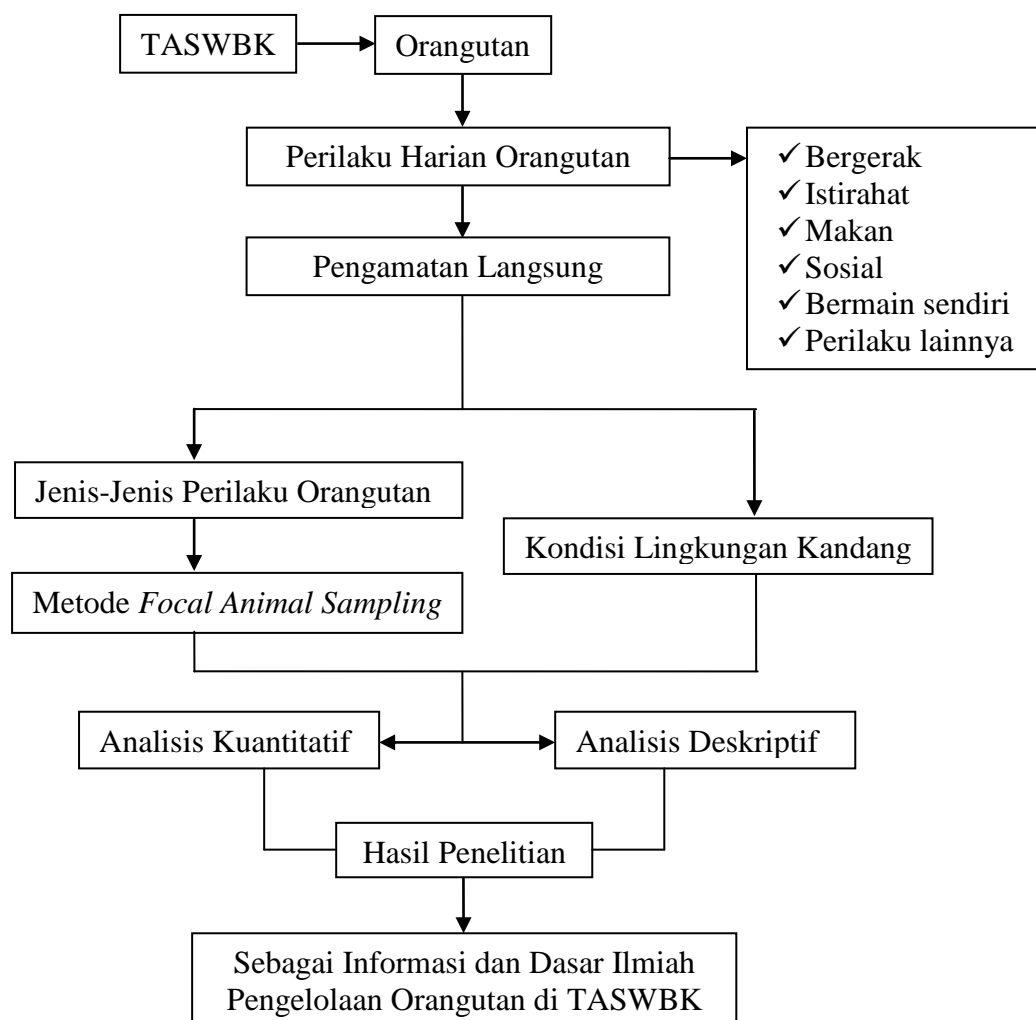 TASWBK
Orangutan
Perilaku Harian Orangutan
✓ Bergerak
✓ Istirahat
✓ Makan
✓ Sosial
✓ Bermain sendiri
✓ Perilaku lainnya
Pengamatan Langsung
Jenis-Jenis Perilaku Orangutan
Kondisi Lingkungan Kandang
Metode Focal Animal Sampling
Analisis Kuantitatif
Analisis Deskriptif
Hasil Penelitian
Sebagai Informasi dan Dasar Ilmiah
Pengelolaan Orangutan di TASWBK